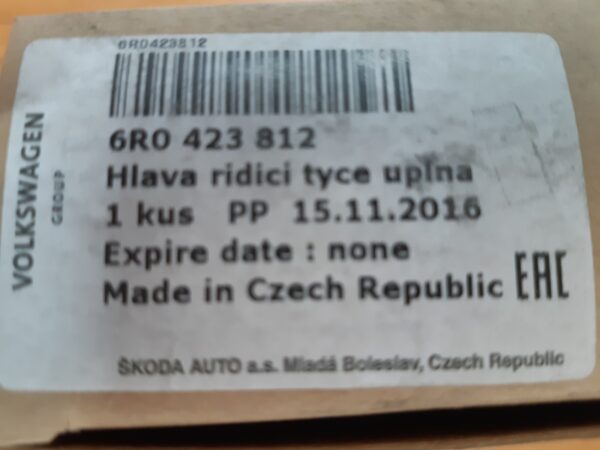 6R0423812
VOLKSWAGEN
GROUP
6R0 423 812
Hlava ridici tyce uplna
1 kus PP 15.11.2016
Expire date : none
Made in Czech Republic EAC
ŠKODA AUTO a.s. Mladá Boleslav, Czech Republic